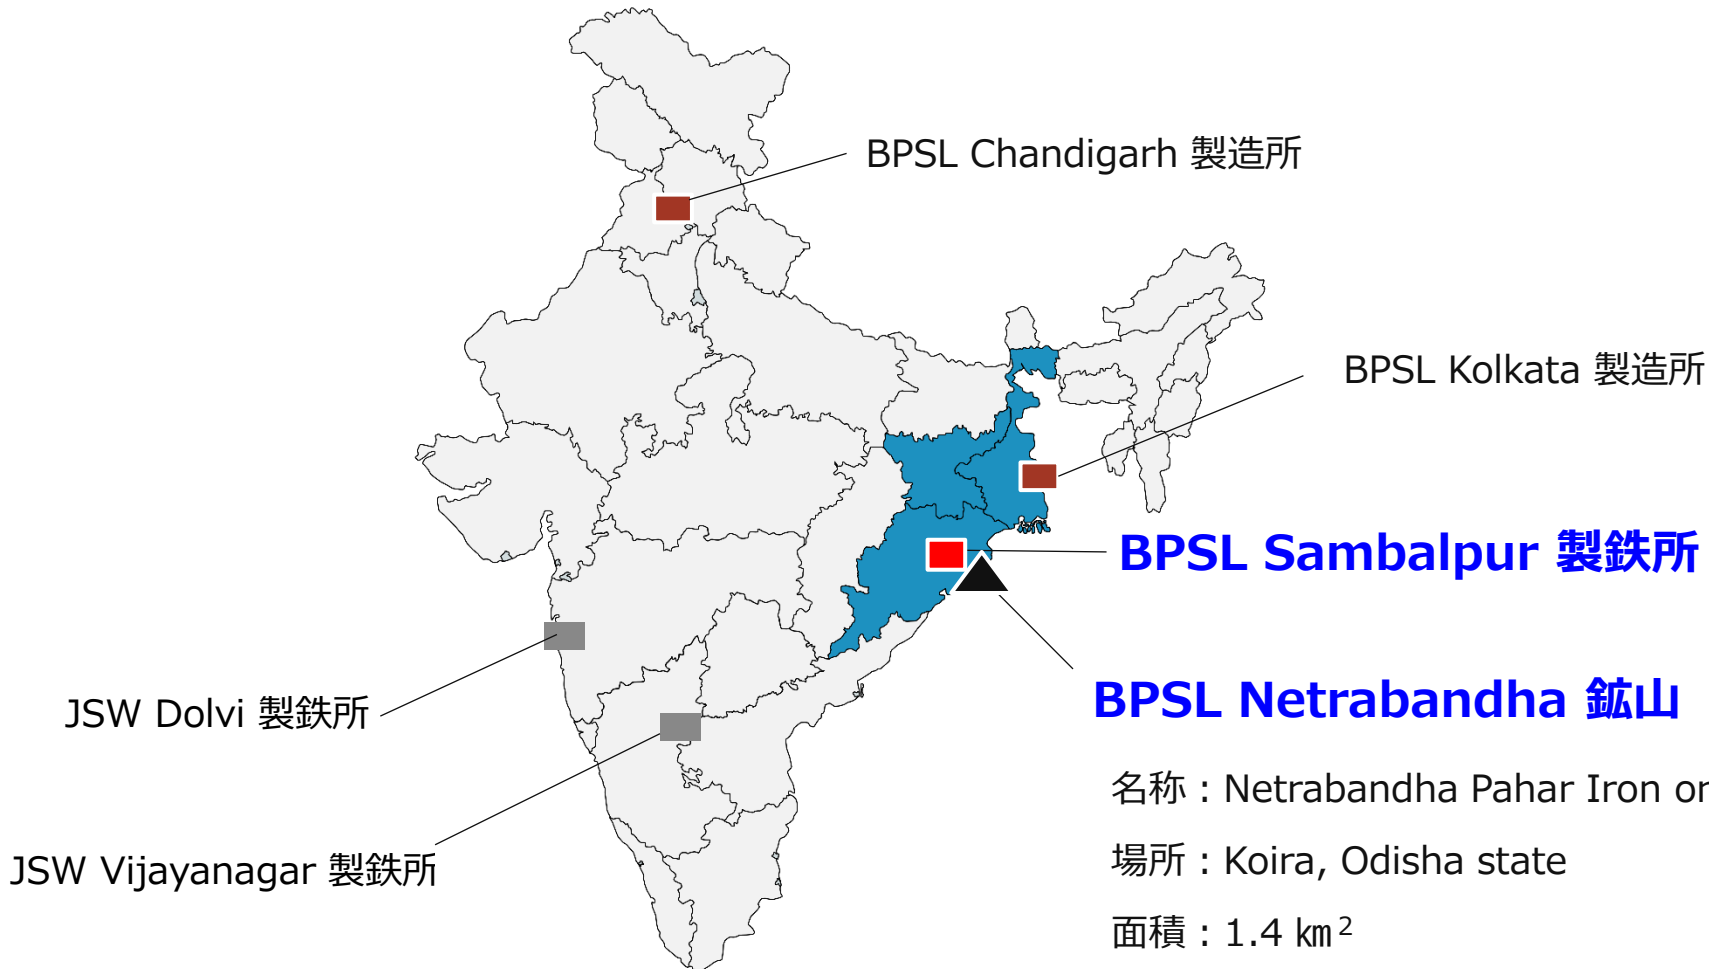 BPSL Chandigarh 製造所
BPSL Kolkata 製造所
BPSL Sambalpur 製鉄所
BPSL Netrabandha 鉱山
JSW Dolvi 製鉄所
JSW Vijayanagar 製鉄所
名称：Netrabandha Pahar Iron
場所：Koira, Odisha state
面積：1.4 ㎞²